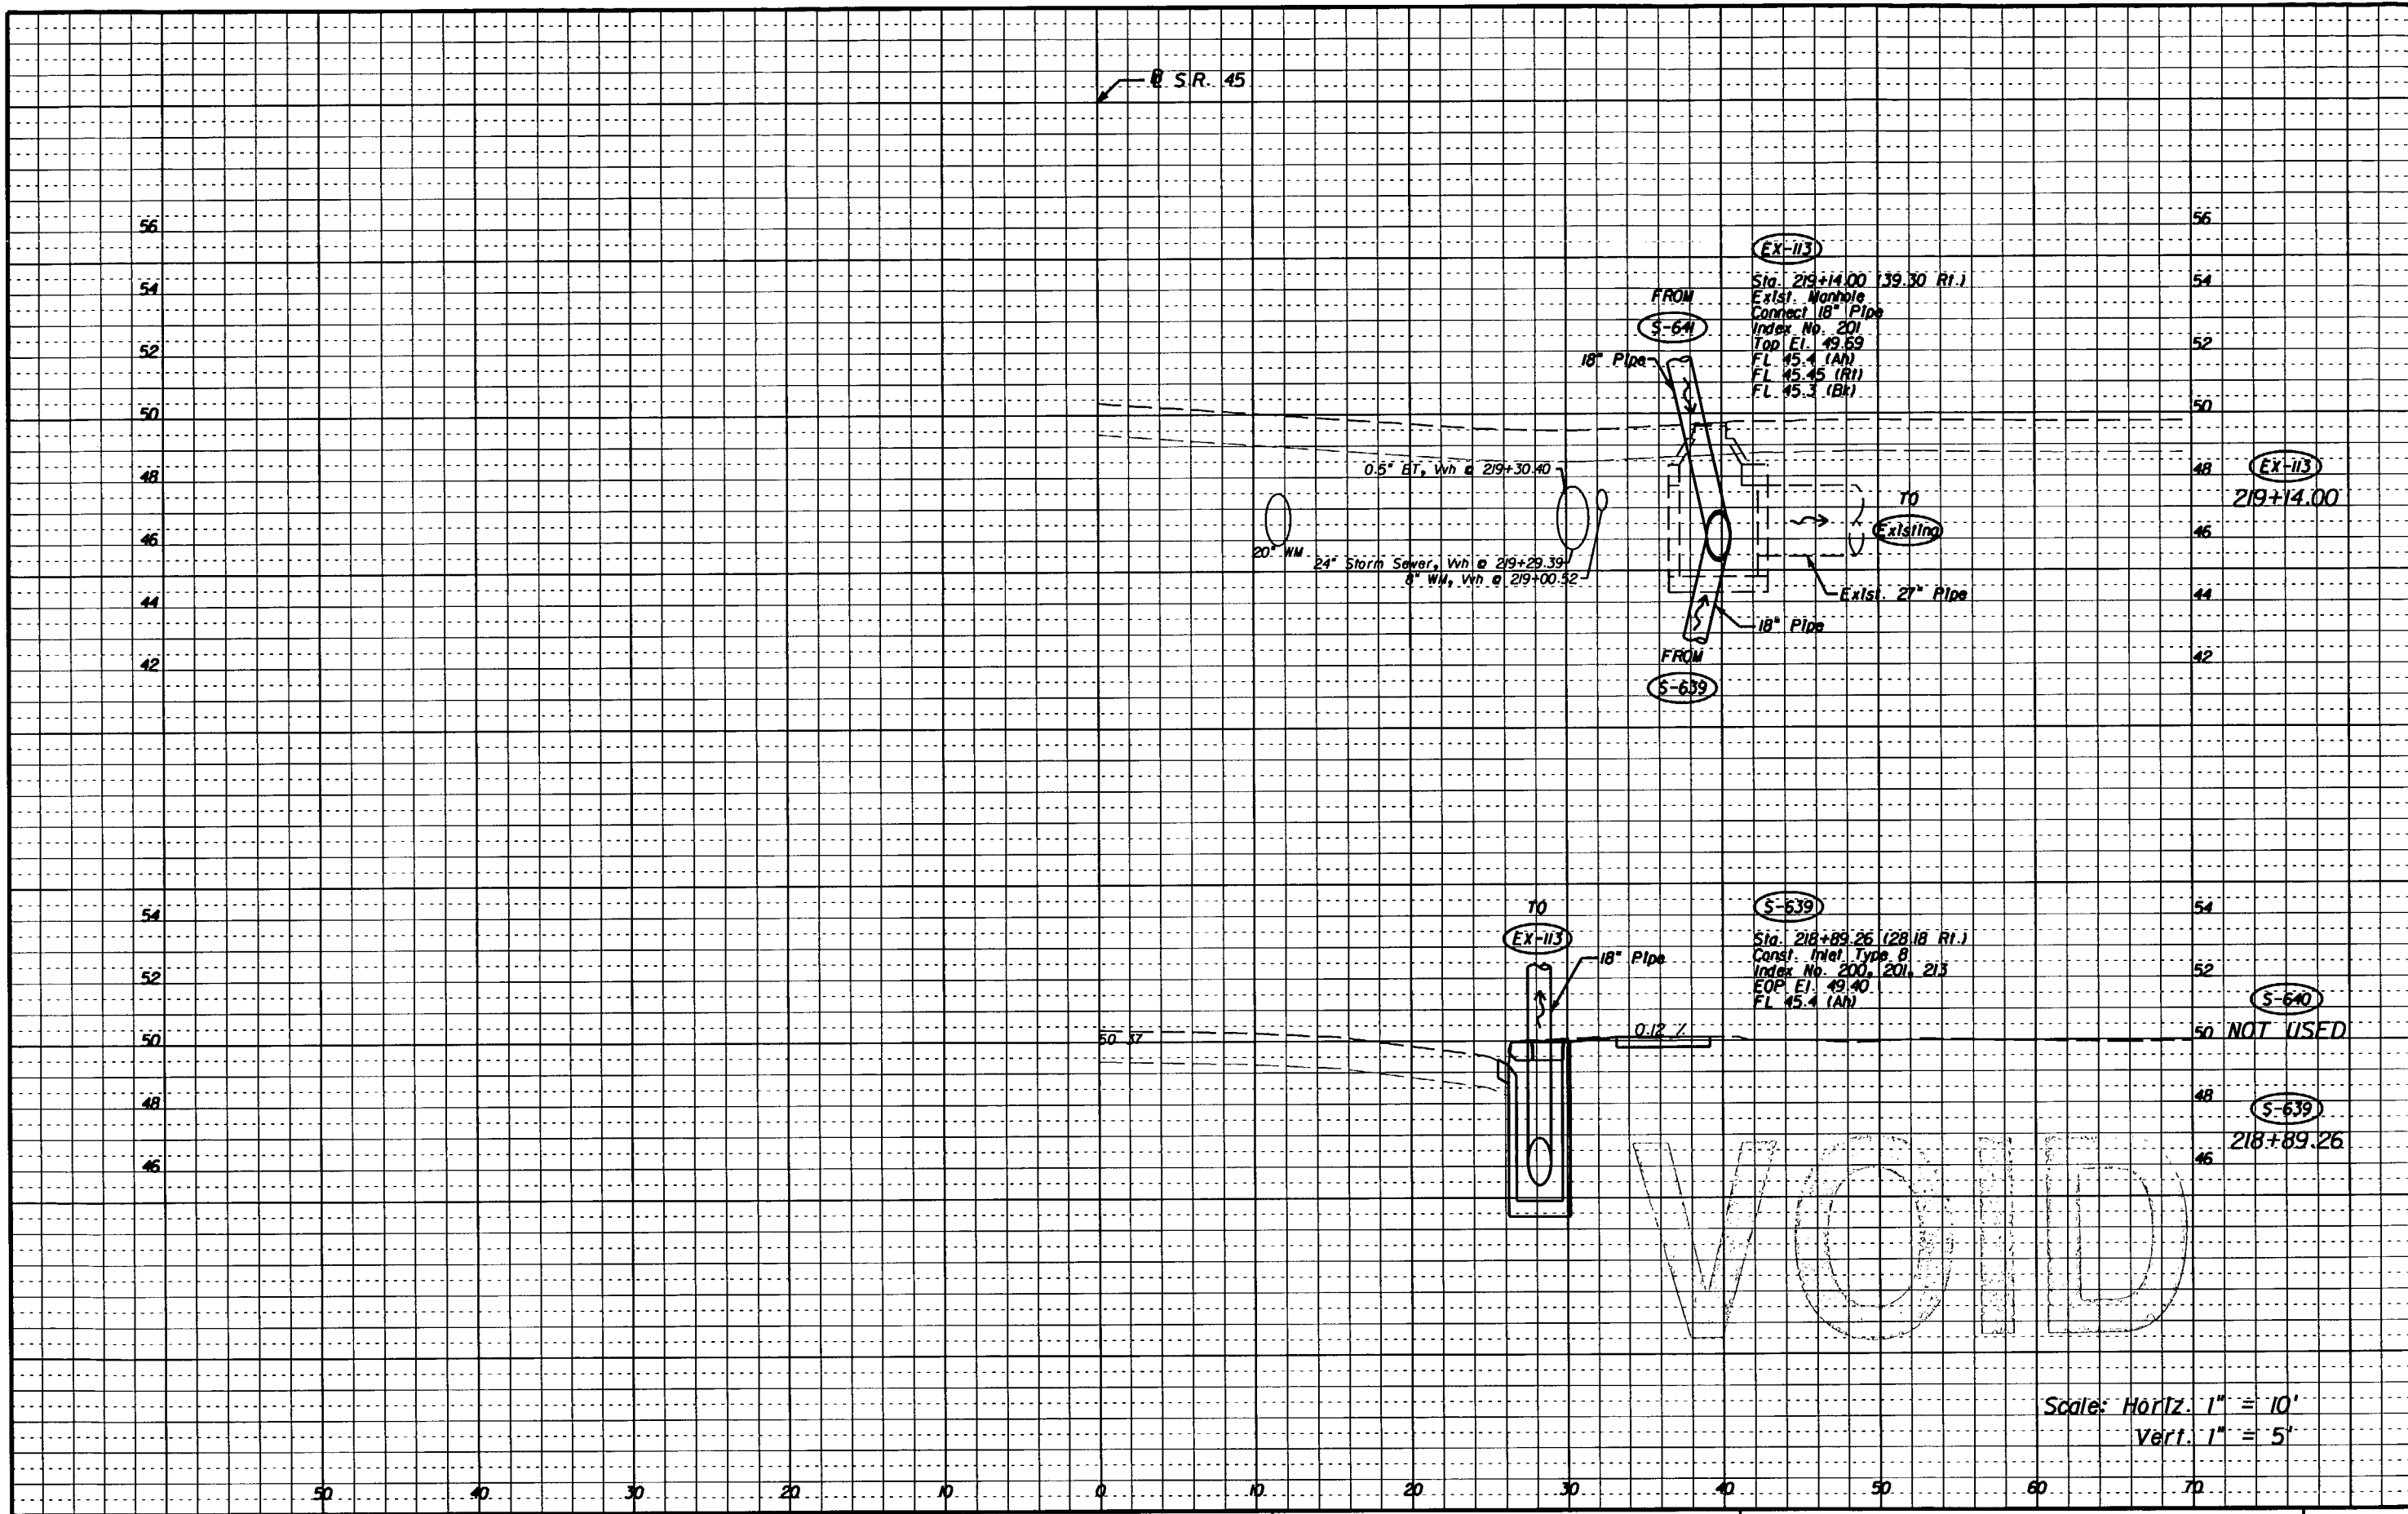 S.R. 45
56
56
EX-113
Sta. 219+14.00 (39.30 Rt.)
Exist. Manhole
Connect 18" Pipe
Index No. 201
Top El. 49.69
FL 45.4 (Ah)
FL 45.45 (Rt)
FL 45.3 (Bk)
54
54
FROM
S-641
18" Pipe
52
52
50
50
0.5" BT, Vvh @ 219+30.40
48
48
EX-113
219+14.00
TO
Existing
46
46
20" WM
24" Storm Sewer, Vvh @ 219+29.39
8" WM, Vvh @ 219+00.52
Exist. 27" Pipe
44
44
18" Pipe
FROM
S-639
42
42
54
54
TO
EX-113
18" Pipe
S-639
Sta. 218+89.26 (28.18 Rt.)
Const. Inlet Type 8
Index No. 200, 201, 213
EOP El. 49.40
FL 45.4 (Ah)
52
52
S-640
NOT USED
50.37
0.12 %
50
50
48
48
S-639
218+89.26
46
46
VOID
Scale: Horiz. 1" = 10'
Vert. 1" = 5'
50 40 30 20 10 0 10 20 30 40 50 60 70